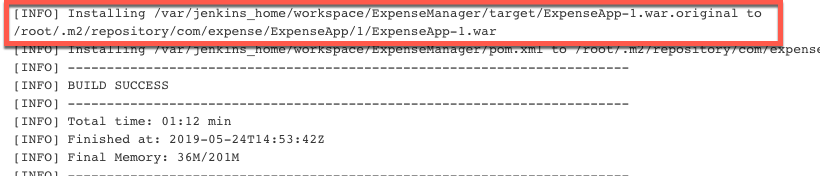 [INFO] Installing /var/jenkins_home/workspace/ExpenseManager/target/ExpenseApp-1.war.original to
/root/.m2/repository/com/expense/ExpenseApp/1/ExpenseApp-1.war
[INFO] Installing /var/jenkins_home/workspace/ExpenseManager/pom.xml to /root/.m2/repository/com/expense
[INFO] ------------------------------------------------------------------------
[INFO] BUILD SUCCESS
[INFO] ------------------------------------------------------------------------
[INFO] Total time: 01:12 min
[INFO] Finished at: 2019-05-24T14:53:42Z
[INFO] Final Memory: 36M/201M
[INFO] ------------------------------------------------------------------------